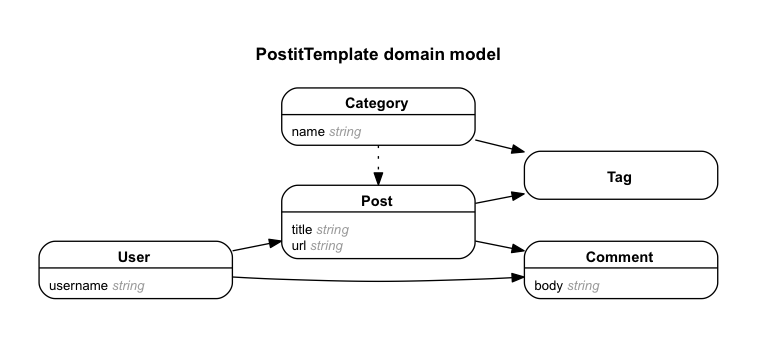 PostitTemplate domain model
Category
name string
Tag
Post
title string
url string
User
username string
Comment
body string